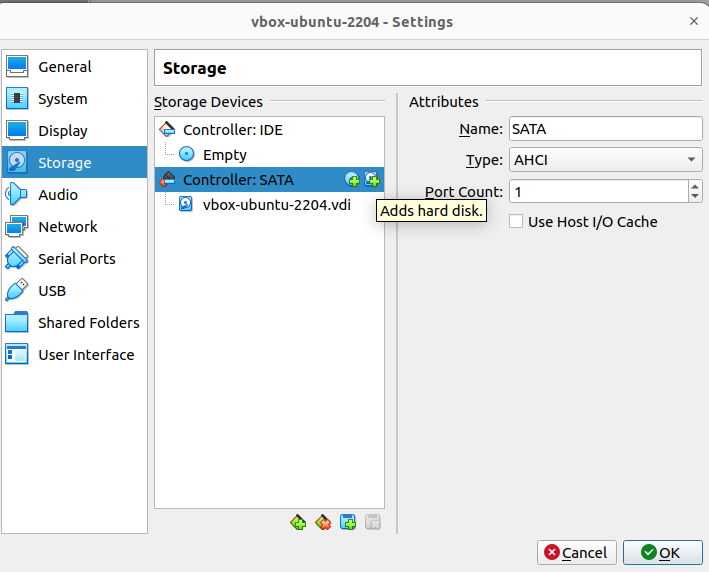 vbox-ubuntu-2204 - Settings
General
System
Display
Storage
Audio
Network
Serial Ports
USB
Shared Folders
User Interface
Storage
Storage Devices
Controller: IDE
Empty
Controller: SATA
vbox-ubuntu-2204.vdi
Adds hard disk.
Attributes
Name: SATA
Type: AHCI
Port Count: 1
Use Host I/O Cache
Cancel
OK